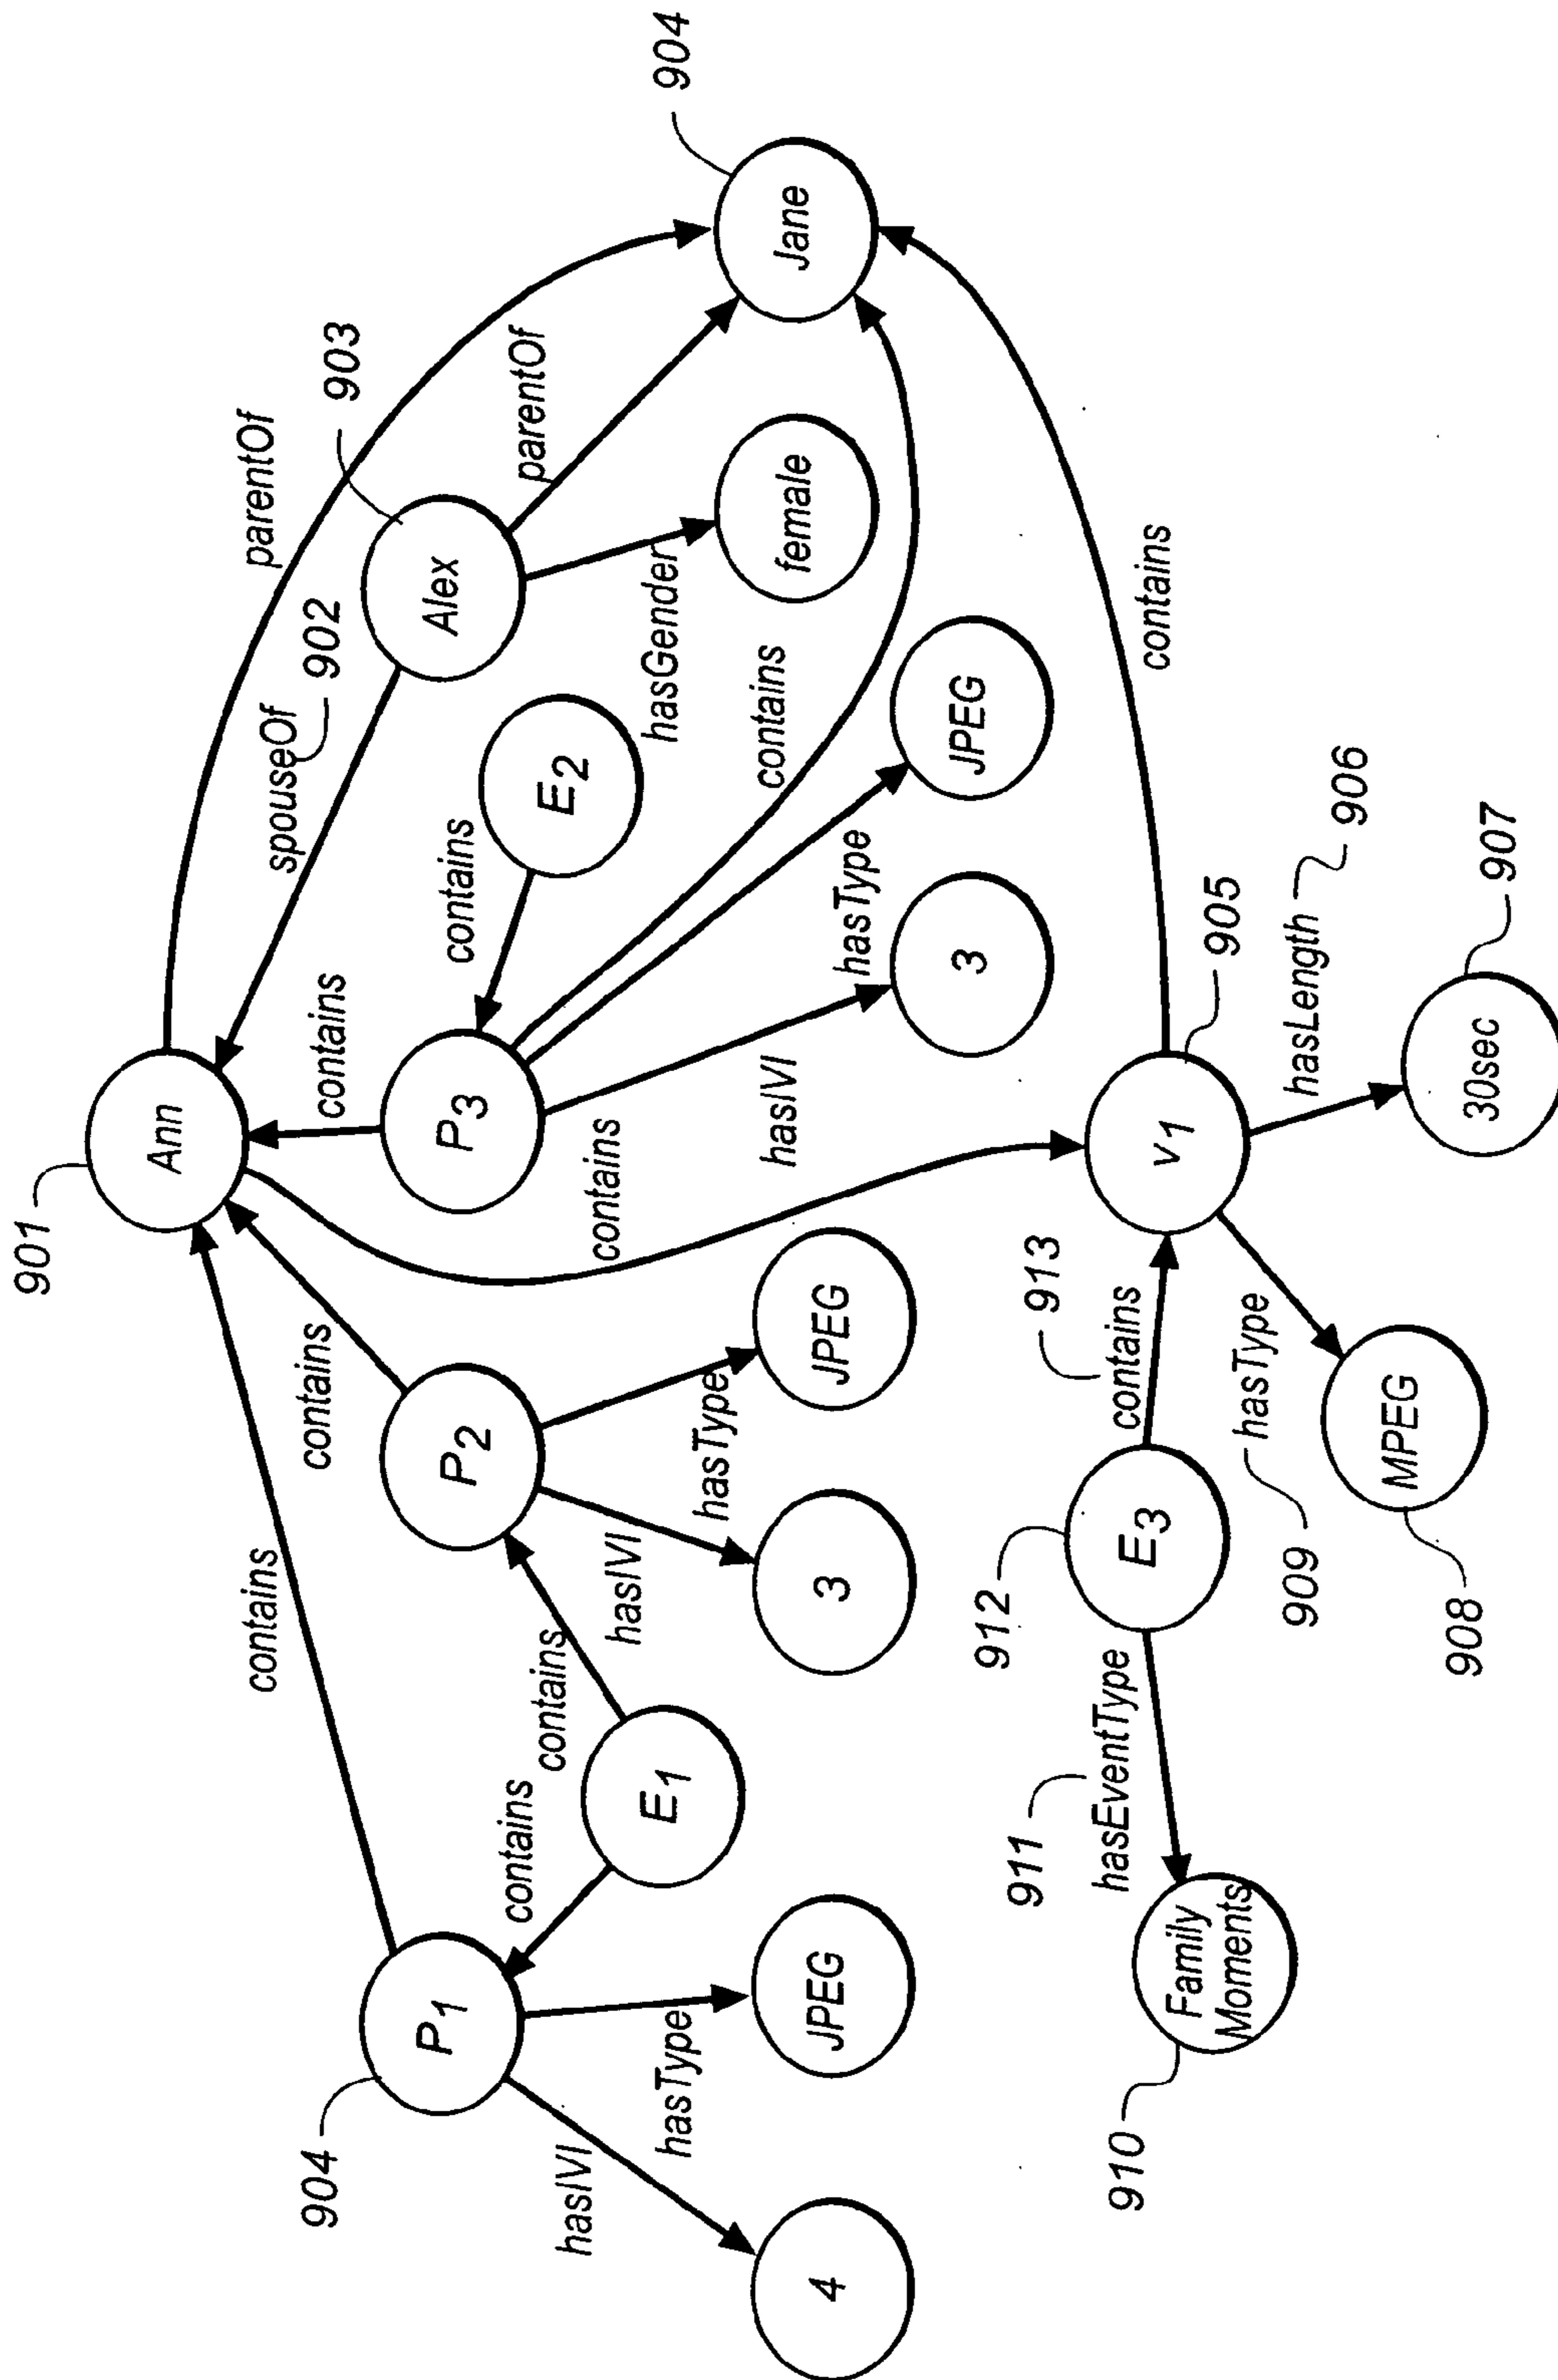 901
Ann
parentOf
contains
contains
contains
spouseOf
902
903
904
P1
P2
P3
Alex
904
contains
contains
contains
parentOf
E1
E2
hasIVI
hasType
hasIVI
hasType
contains
hasIVI
hasType
contains
hasGender
female
Jane
4
JPEG
3
JPEG
3
JPEG
911
912
913
910
hasEventType
contains
Family
Moments
E3
v1
905
contains
909
hasType
hasLength
906
908
MPEG
30sec
907